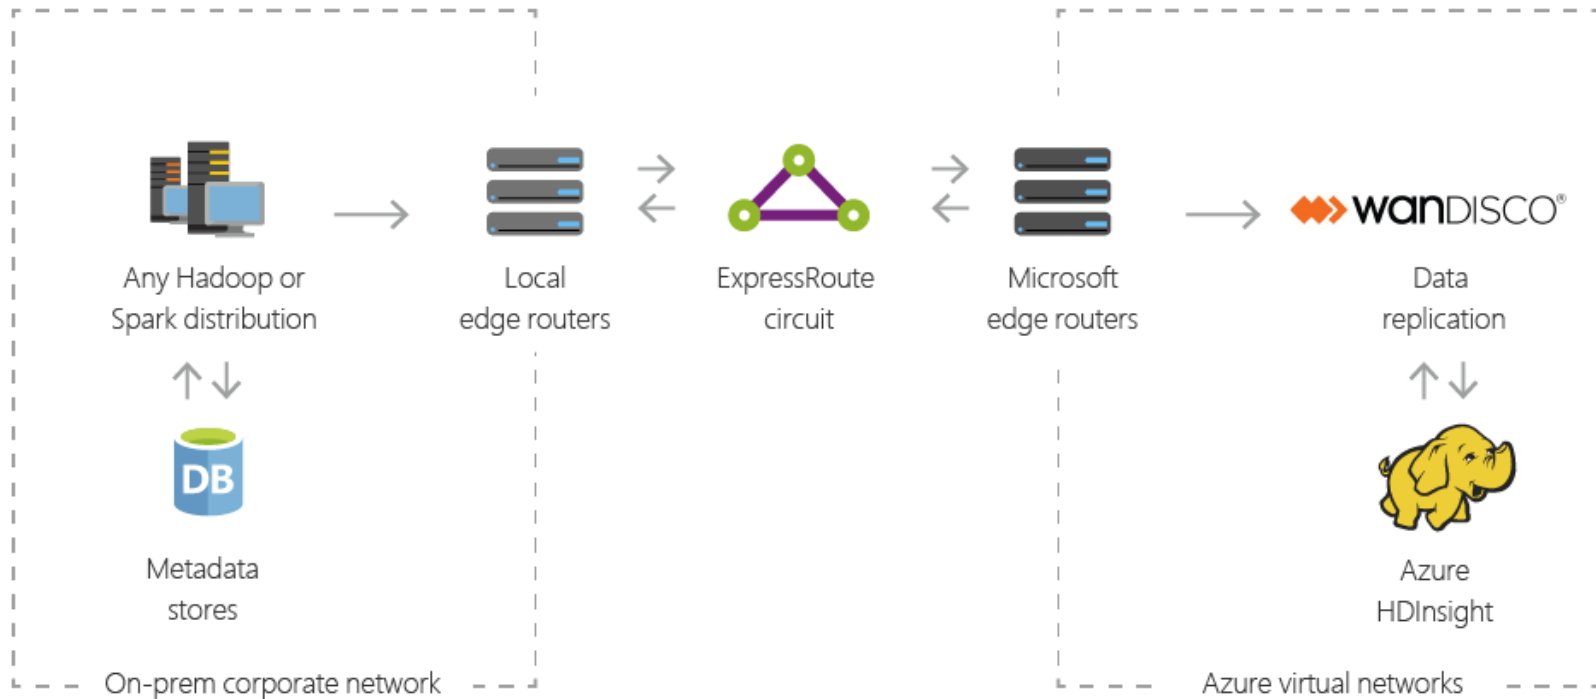 Any Hadoop or
Spark distribution
Local
edge routers
ExpressRoute
circuit
Microsoft
edge routers
WANDISCO®
Data
replication
DB
Metadata
stores
Azure
HDInsight
On-prem corporate network
Azure virtual networks